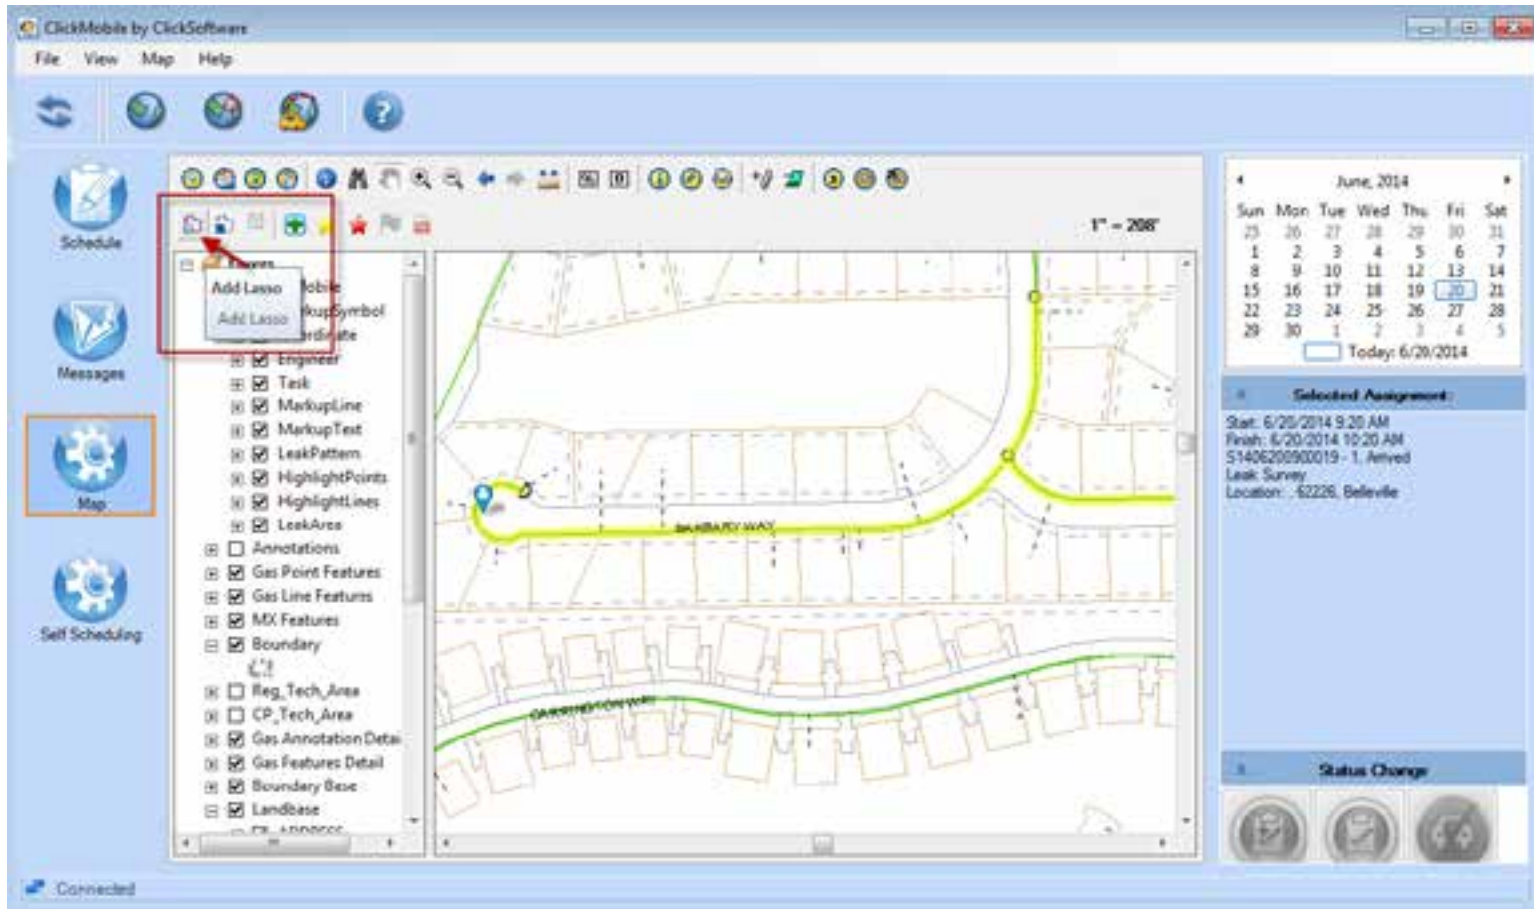 ClickMobile by ClickSoftware
File View Map Help
Schedule
Messages
Map
Self Scheduling
1" = 208'
Layers
Add Lasso
Add Lasso
Engineer
Task
MarkupLine
MarkupText
LeakPattern
HighlightPoints
HighlightLines
LeakArea
Annotations
Gas Point Features
Gas Line Features
MX Features
Boundary
Reg_Tech_Area
CP_Tech_Area
Gas Annotation Detai
Gas Features Detail
Boundary Base
Landbase
BARBARY WAY
CARRINGTON WAY
June, 2014
Sun Mon Tue Wed Thu Fri Sat
25 26 27 28 29 30 31
1 2 3 4 5 6 7
8 9 10 11 12 13 14
15 16 17 18 19 20 21
22 23 24 25 26 27 28
29 30 1 2 3 4 5
Today: 6/20/2014
Selected Assignment:
Start: 6/20/2014 9:20 AM
Finish: 6/20/2014 10:20 AM
S1406200900019 - 1, Arrived
Leak Survey
Location: . 62226, Belleville
Status Change
Connected